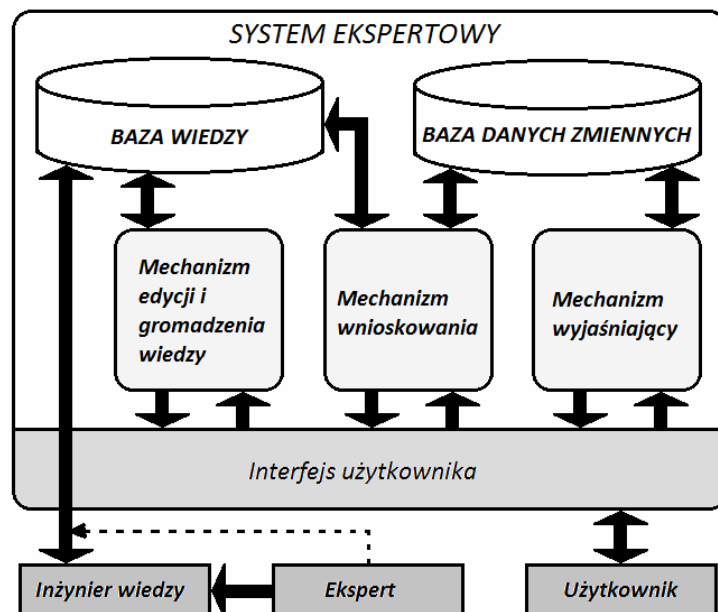 SYSTEM EKSPERTOWY
BAZA WIEDZY
BAZA DANYCH ZMIENNYCH
Mechanizm
edycji i
gromadzenia
wiedzy
Mechanizm
wnioskowania
Mechanizm
wyjaśniający
Interfejs użytkownika
Inżynier wiedzy
Ekspert
Użytkownik